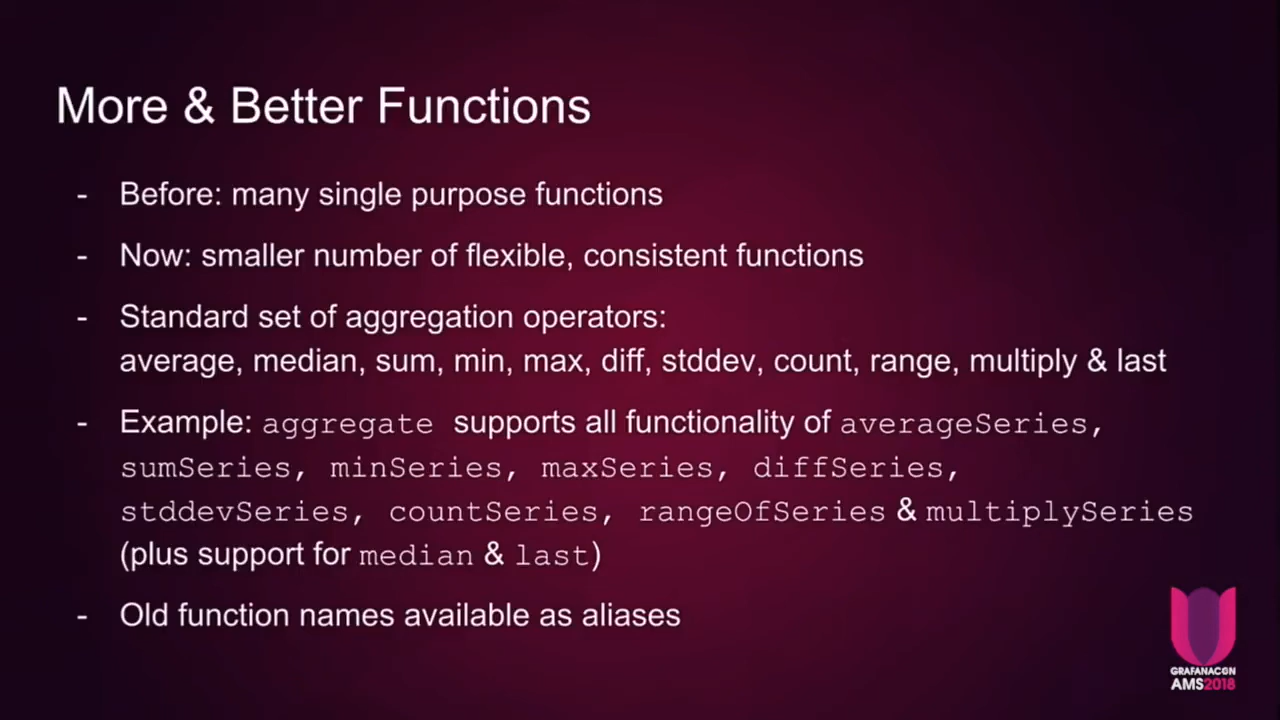 More & Better Functions
- Before: many single purpose functions
- Now: smaller number of flexible, consistent functions
- Standard set of aggregation operators:
average, median, sum, min, max, diff, stddev, count, range, multiply & last
- Example: aggregate supports all functionality of averageSeries,
sumSeries, minSeries, maxSeries, diffSeries,
stddevSeries, countSeries, rangeOfSeries & multiplySeries
(plus support for median & last)
- Old function names available as aliases
GRAFANACON
AMS2018